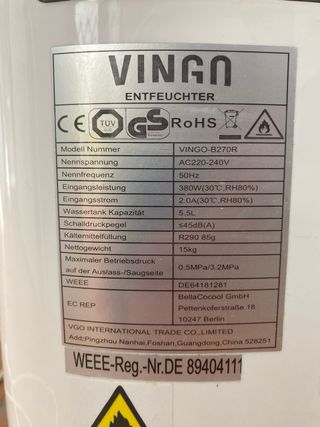 VINGO
ENTFEUCHTER
CE TÜV GS RoHS
Modell Nummer VINGO-B270R
Nennspannung AC220-240V
Nennfrequenz 50Hz
Eingangsleistung 380W(30℃,RH80%)
Eingangsstrom 2.0A(30℃,RH80%)
Wassertank Kapazität 5.5L
Schalldruckpegel ≤45dB(A)
Kältemittelfüllung R290 85g
Nettogewicht 15kg
Maximaler Betriebsdruck
auf der Auslass-/Saugseite 0.5MPa/3.2MPa
WEEE DE64181281
EC REP BellaCocool GmbH
Pettenkoferstraße 18
10247 Berlin
VGO INTERNATIONAL TRADE CO.,LIMITED
Add:Pingzhou Nanhai,Foshan,Guangdong,China 528251
WEEE-Reg.-Nr.DE 89404111